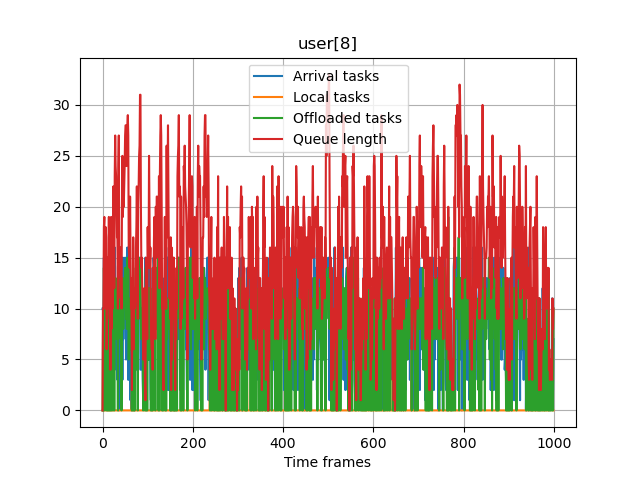 user[8]
Arrival tasks
Local tasks
Offloaded tasks
Queue length
30
25
20
15
10
5
0
0 200 400 600 800 1000
Time frames